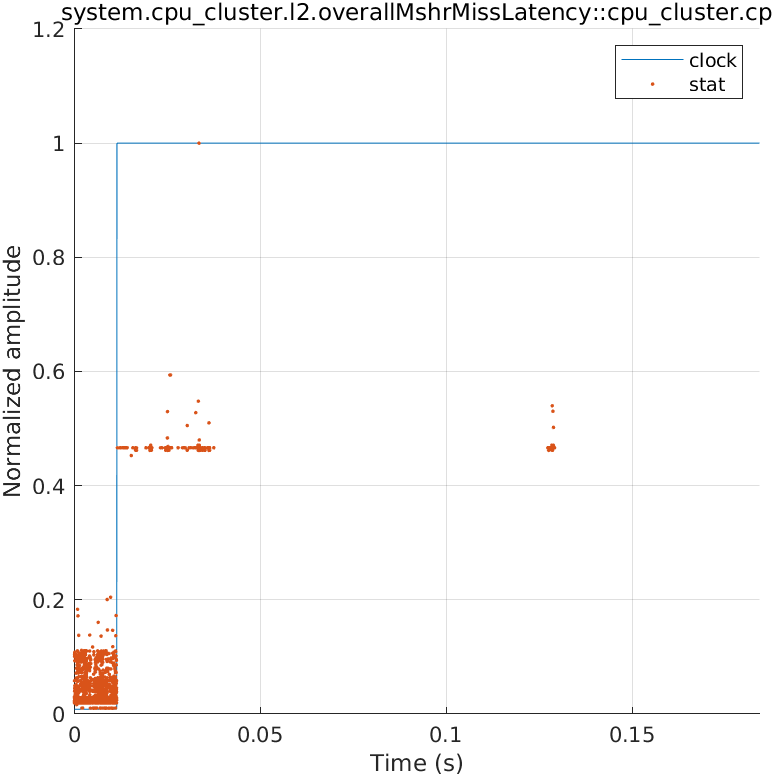 system.cpu_cluster.l2.overallMshrMissLatency::cpu_cluster.cp
1.2
1
0.8
0.6
0.4
0.2
0
Normalized amplitude
clock
stat
0
0.05
0.1
0.15
Time (s)